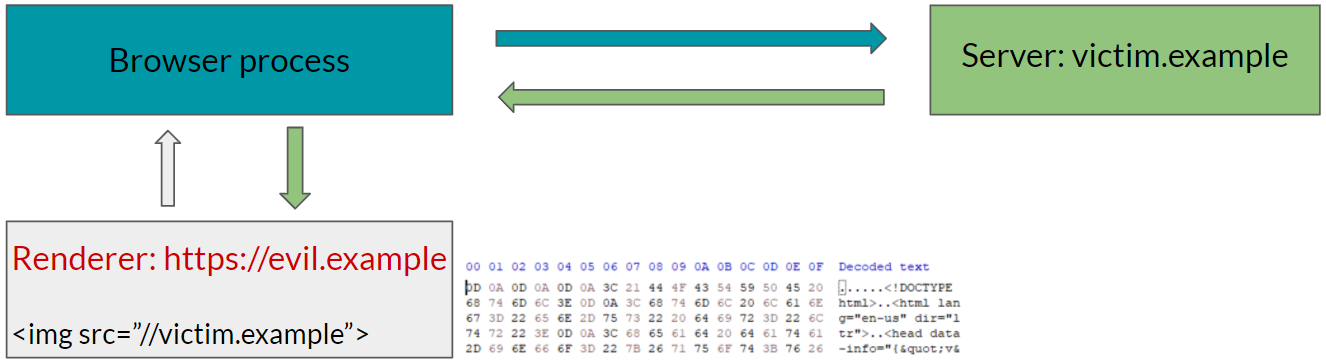 Browser process
Server: victim.example
Renderer: https://evil.example
<img src=”//victim.example”>
00 01 02 03 04 05 06 07 08 09 0A 0B 0C 0D 0E 0F Decoded text
0D 0A 0D 0A 0D 0A 3C 21 44 4F 43 54 59 50 45 20 ......<!DOCTYPE
68 74 6D 6C 3E 0D 0A 3C 68 74 6D 6C 20 6C 61 6E html>..<html lan
67 3D 22 65 6E 2D 75 73 22 20 64 69 72 3D 22 6C g="en-us" dir="l
74 72 22 3E 0D 0A 3C 68 65 61 64 20 64 61 74 61 tr">..<head data
2D 69 6E 66 6F 3D 22 7B 26 71 75 6F 74 3B 76 26 -info="{&quot;v&